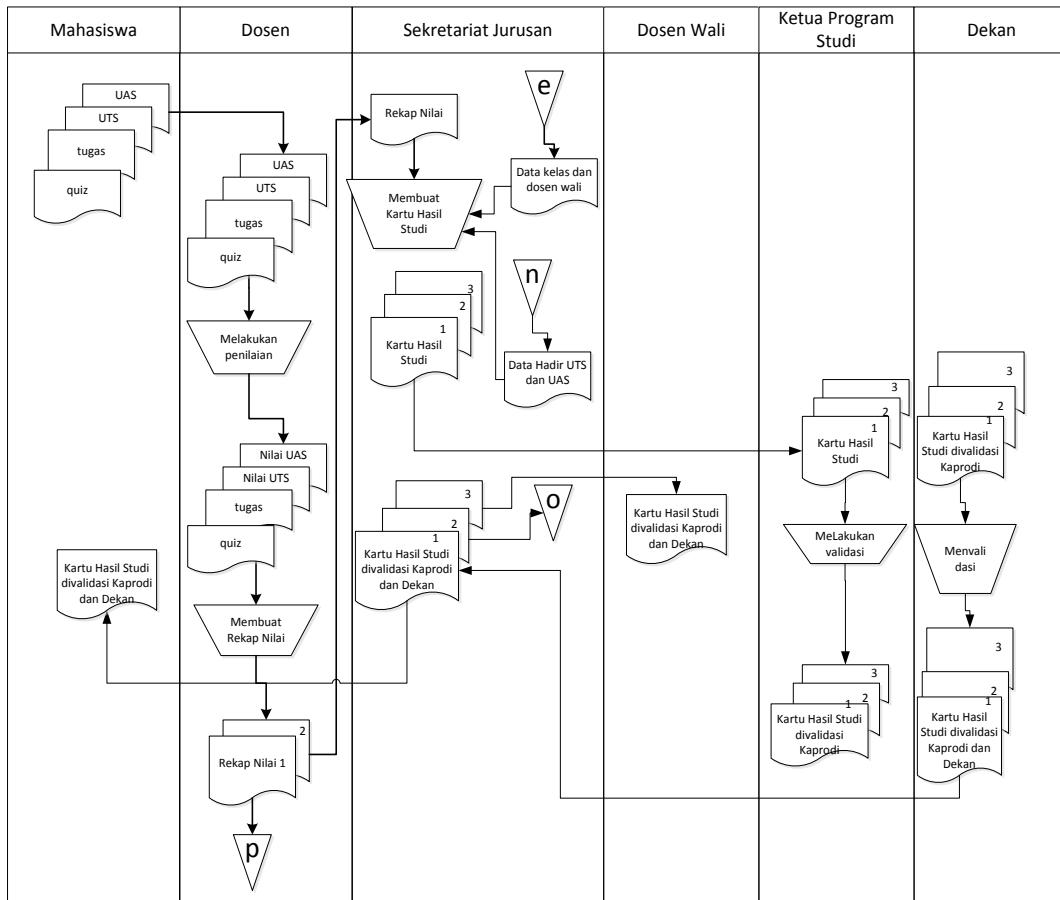 Mahasiswa
Dosen
Sekretariat Jurusan
Dosen Wali
Ketua Program
Studi
Dekan
UAS
UTS
tugas
quiz
UAS
UTS
tugas
quiz
Melakukan
penilaian
Nilai UAS
Nilai UTS
tugas
quiz
Membuat
Rekap Nilai
2
Rekap Nilai 1
p
Kartu Hasil Studi
divalidasi Kaprodi
dan Dekan
Rekap Nilai
e
Data kelas dan
dosen wali
Membuat
Kartu Hasil
Studi
n
Data Hadir UTS
dan UAS
3
2
1
Kartu Hasil
Studi
3
2
1
Kartu Hasil Studi
divalidasi Kaprodi
dan Dekan
o
Kartu Hasil Studi
divalidasi Kaprodi
dan Dekan
3
2
1
Kartu Hasil
Studi
MeLakukan
validasi
3
2
1
Kartu Hasil Studi
divalidasi
Kaprodi
3
2
1
Kartu Hasil
Studi divalidasi
Kaprodi
Menvali
dasi
3
2
1
Kartu Hasil
Studi divalidasi
Kaprodi dan
Dekan